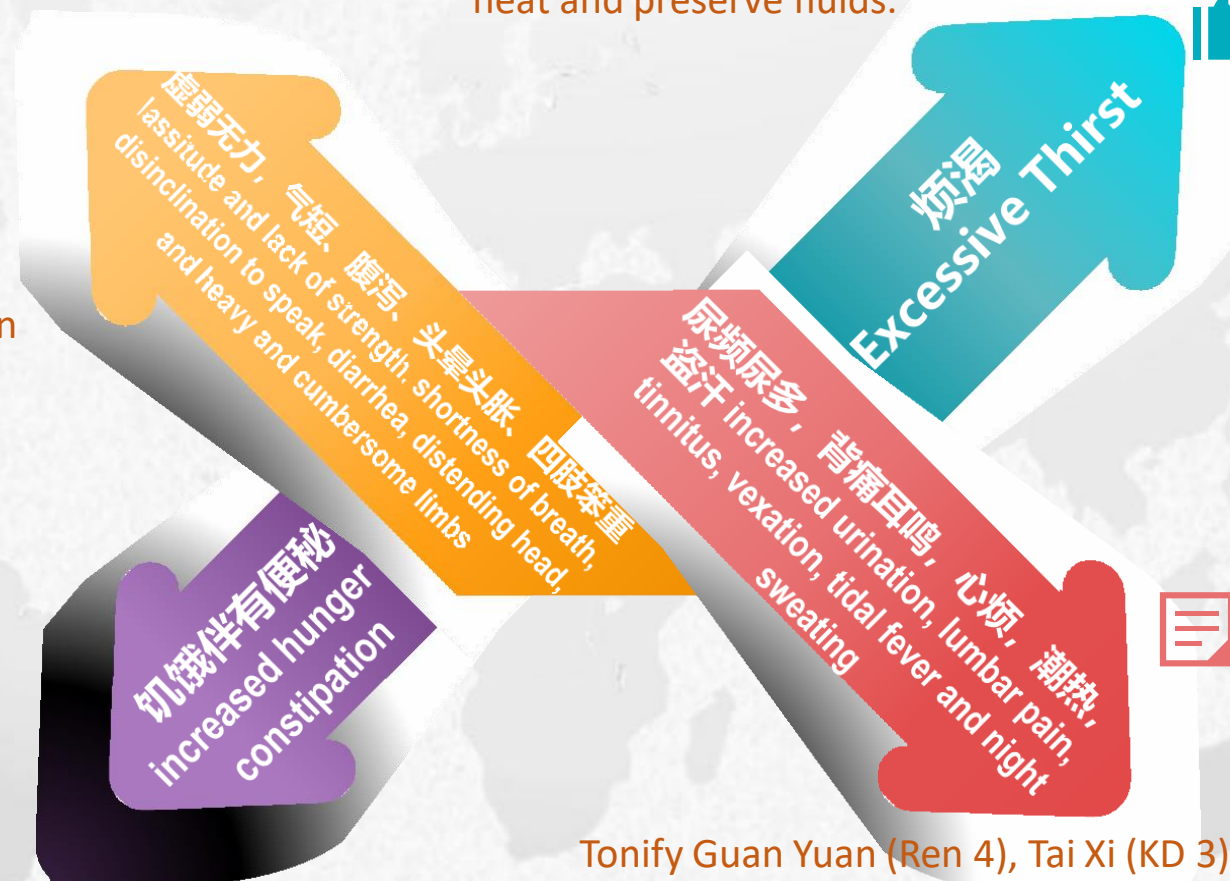 heat and preserve fluids.
虚弱无力，气短、腹泻、头晕头胀、四肢笨重
lassitude and lack of strength, shortness of breath,
disinclination to speak, diarrhea, distending head,
and heavy and cumbersome limbs
烦渴
Excessive Thirst
n
尿频尿多，背痛耳鸣，心烦，潮热，
盗汗 increased urination, lumbar pain,
tinnitus, vexation, tidal fever and night
sweating
饥饿伴有便秘
increased hunger
constipation
Tonify Guan Yuan (Ren 4), Tai Xi (KD 3)